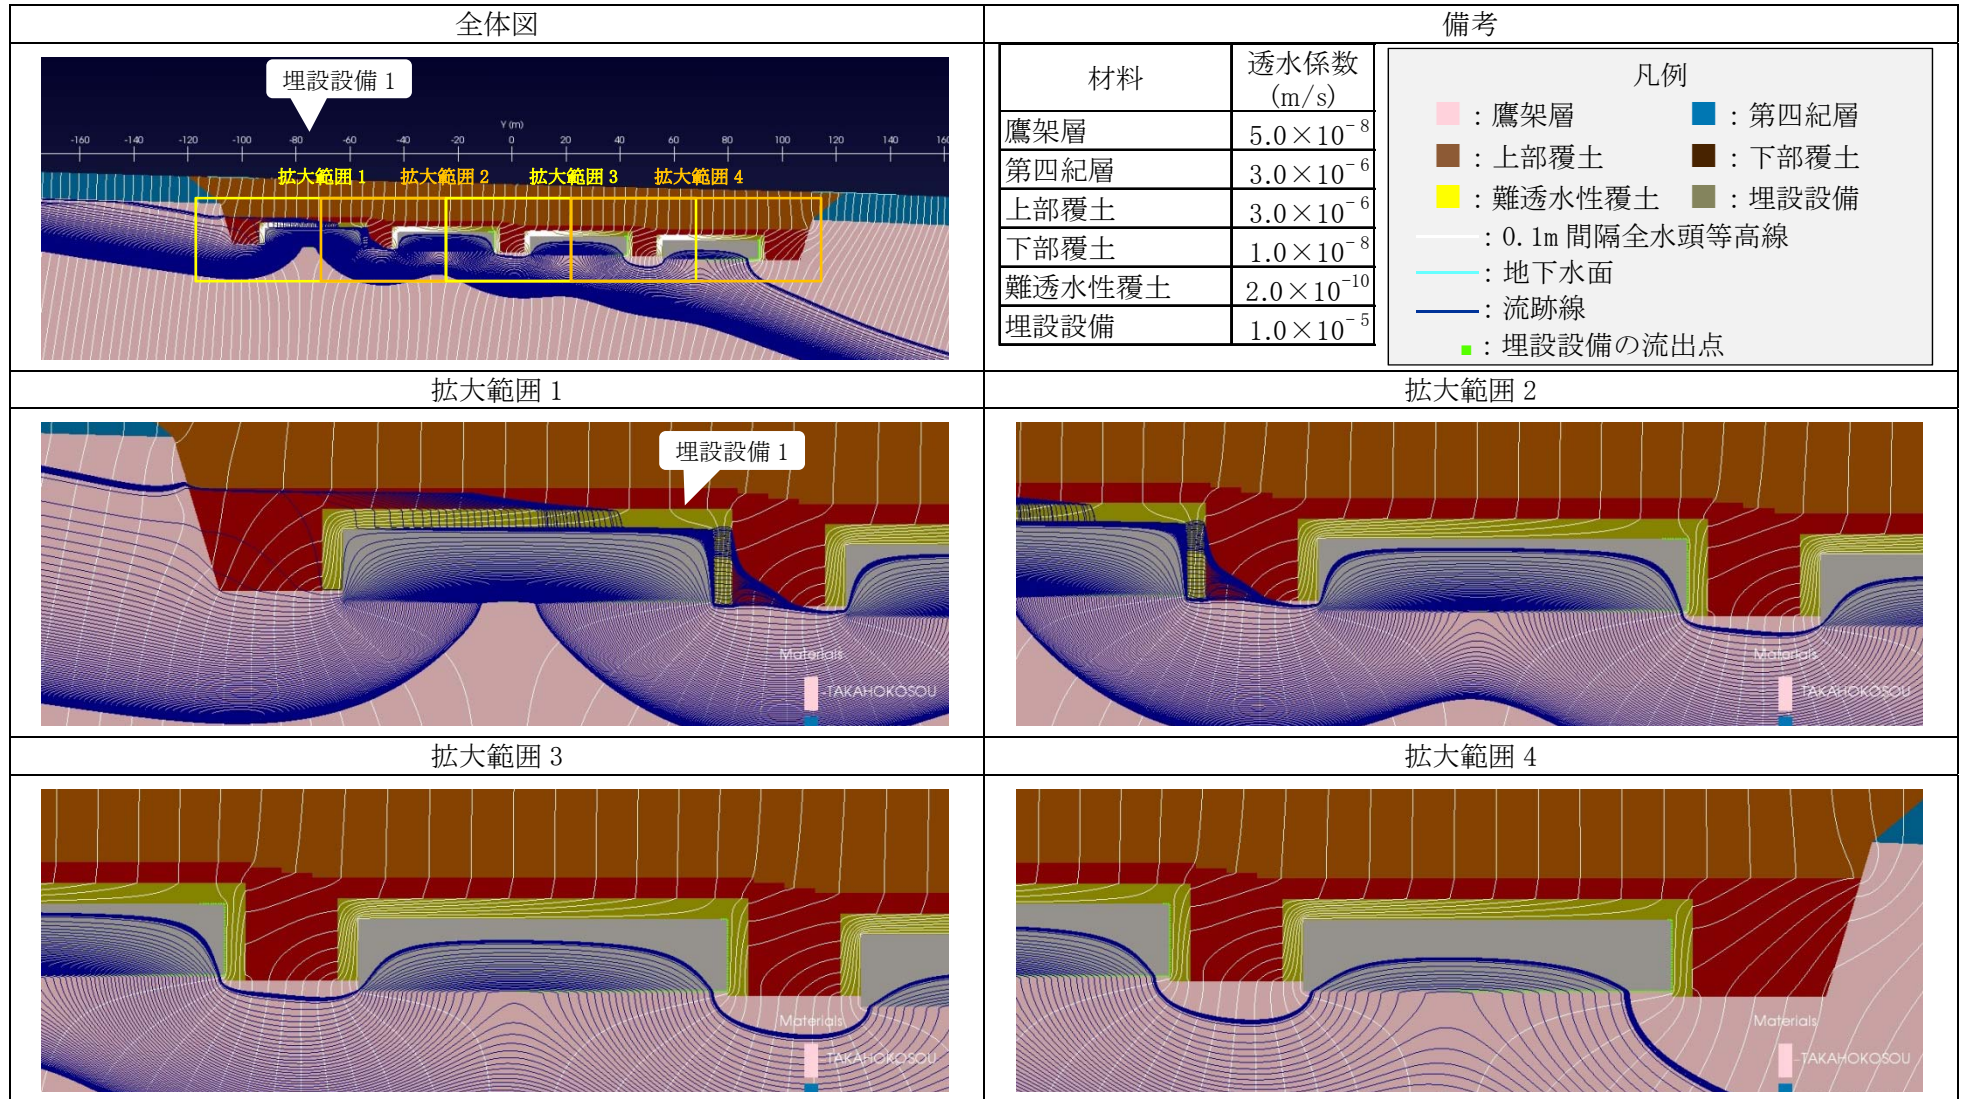 全体図
備考
埋設設備 1
Y (m)
-160 -140 -120 -100 -80 -60 -40 -20 0 20 40 60 80 100 120 140 160
拡大範囲 1 拡大範囲 2 拡大範囲 3 拡大範囲 4
材料 透水係数 (m/s)
鷹架層 5.0×10⁻⁸
第四紀層 3.0×10⁻⁶
上部覆土 3.0×10⁻⁶
下部覆土 1.0×10⁻⁸
難透水性覆土 2.0×10⁻¹⁰
埋設設備 1.0×10⁻⁵
凡例
：鷹架層 ：第四紀層
：上部覆土 ：下部覆土
：難透水性覆土 ：埋設設備
：0.1m 間隔全水頭等高線
：地下水面
：流跡線
：埋設設備の流出点
拡大範囲 1
拡大範囲 2
埋設設備 1
Materials
-TAKAHOKOSOU
Materials
TAKAHOKOSOU
拡大範囲 3
拡大範囲 4
Materials
TAKAHOKOSOU
Materials
-TAKAHOKOSOU